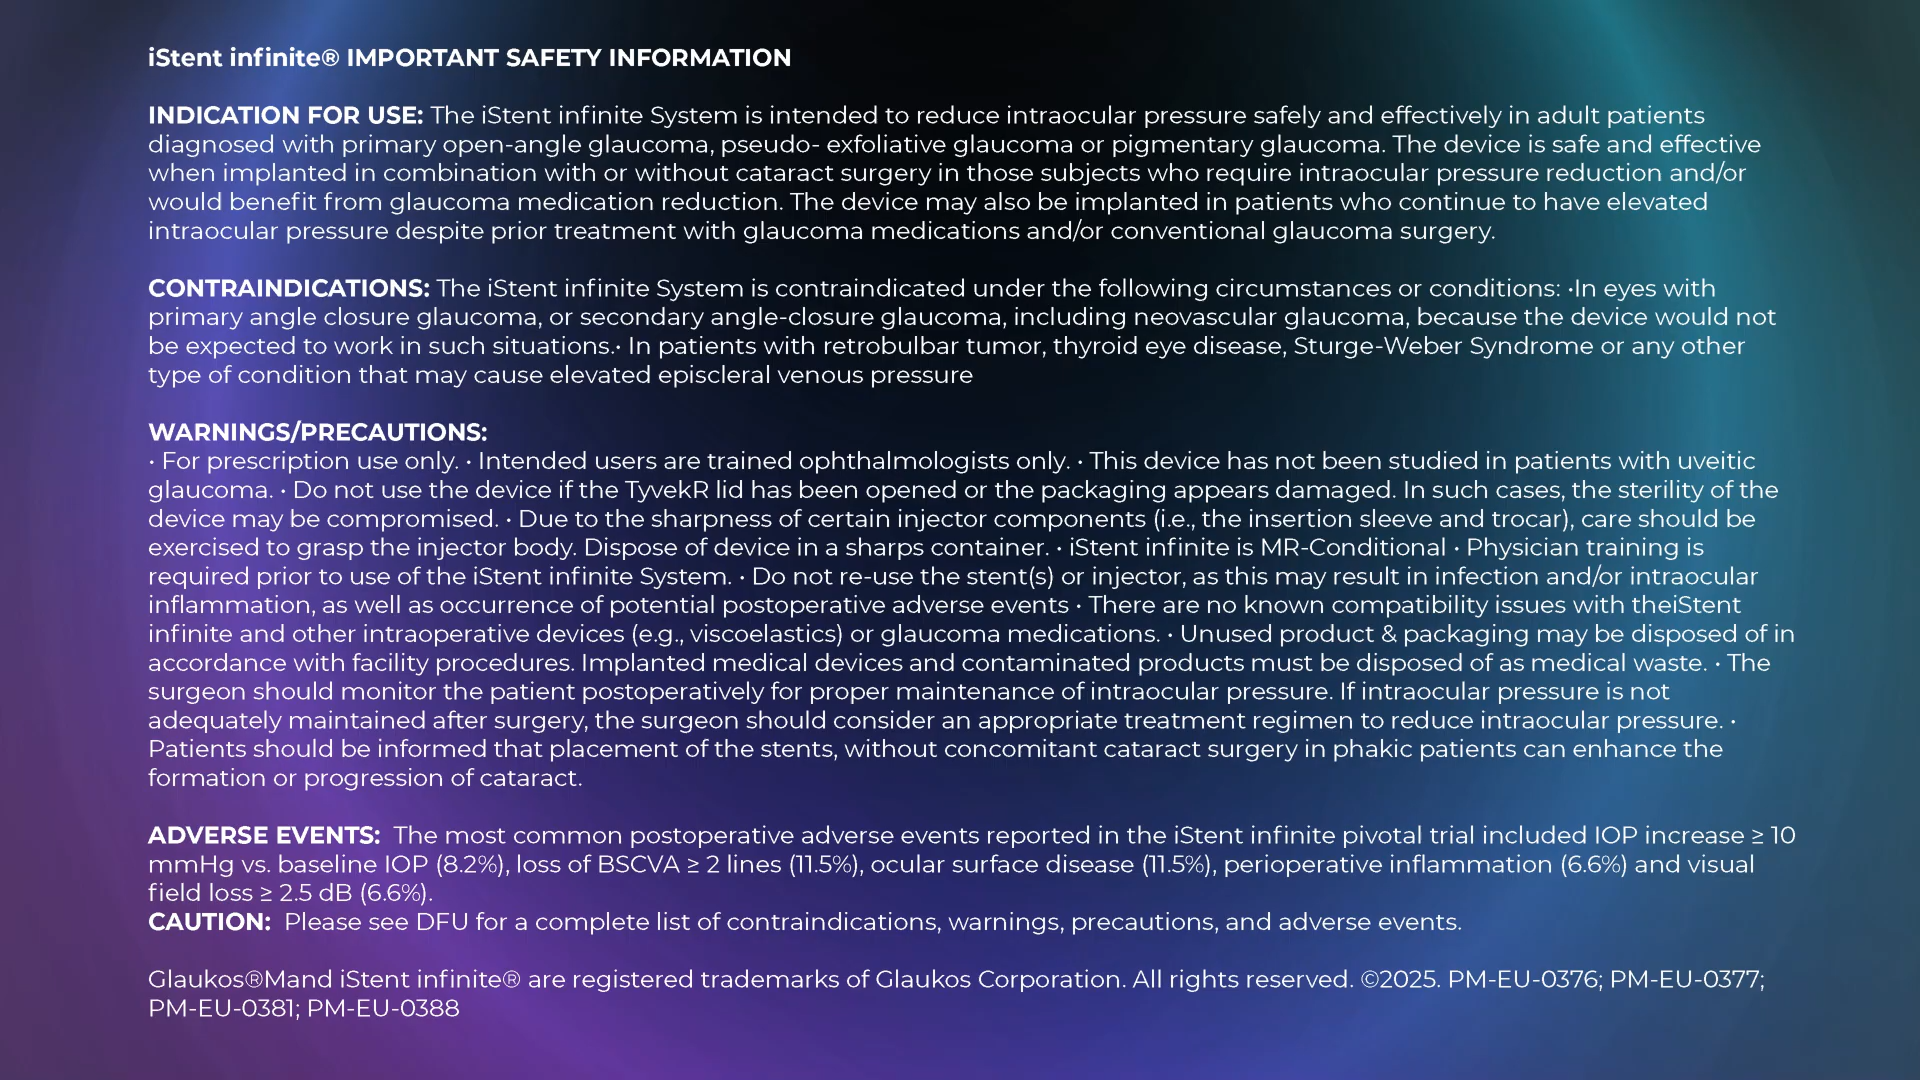 iStent infinite® IMPORTANT SAFETY INFORMATION
INDICATION FOR USE: The iStent infinite System is intended to reduce intraocular pressure safely and effectively in adult patients
diagnosed with primary open-angle glaucoma, pseudo- exfoliative glaucoma or pigmentary glaucoma. The device is safe and effective
when implanted in combination with or without cataract surgery in those subjects who require intraocular pressure reduction and/or
would benefit from glaucoma medication reduction. The device may also be implanted in patients who continue to have elevated
intraocular pressure despite prior treatment with glaucoma medications and/or conventional glaucoma surgery.
CONTRAINDICATIONS: The iStent infinite System is contraindicated under the following circumstances or conditions: •In eyes with
primary angle closure glaucoma, or secondary angle-closure glaucoma, including neovascular glaucoma, because the device would not
be expected to work in such situations.• In patients with retrobulbar tumor, thyroid eye disease, Sturge-Weber Syndrome or any other
type of condition that may cause elevated episcleral venous pressure
WARNINGS/PRECAUTIONS:
• For prescription use only. • Intended users are trained ophthalmologists only. • This device has not been studied in patients with uveitic
glaucoma. • Do not use the device if the TyvekR lid has been opened or the packaging appears damaged. In such cases, the sterility of the
device may be compromised. • Due to the sharpness of certain injector components (i.e., the insertion sleeve and trocar), care should be
exercised to grasp the injector body. Dispose of device in a sharps container. • iStent infinite is MR-Conditional • Physician training is
required prior to use of the iStent infinite System. • Do not re-use the stent(s) or injector, as this may result in infection and/or intraocular
inflammation, as well as occurrence of potential postoperative adverse events • There are no known compatibility issues with theiStent
infinite and other intraoperative devices (e.g., viscoelastics) or glaucoma medications. • Unused product & packaging may be disposed of in
accordance with facility procedures. Implanted medical devices and contaminated products must be disposed of as medical waste. • The
surgeon should monitor the patient postoperatively for proper maintenance of intraocular pressure. If intraocular pressure is not
adequately maintained after surgery, the surgeon should consider an appropriate treatment regimen to reduce intraocular pressure. •
Patients should be informed that placement of the stents, without concomitant cataract surgery in phakic patients can enhance the
formation or progression of cataract.
ADVERSE EVENTS:  The most common postoperative adverse events reported in the iStent infinite pivotal trial included IOP increase ≥ 10
mmHg vs. baseline IOP (8.2%), loss of BSCVA ≥ 2 lines (11.5%), ocular surface disease (11.5%), perioperative inflammation (6.6%) and visual
field loss ≥ 2.5 dB (6.6%).
CAUTION:  Please see DFU for a complete list of contraindications, warnings, precautions, and adverse events.
Glaukos®Mand iStent infinite® are registered trademarks of Glaukos Corporation. All rights reserved. ©2025. PM-EU-0376; PM-EU-0377;
PM-EU-0381; PM-EU-0388